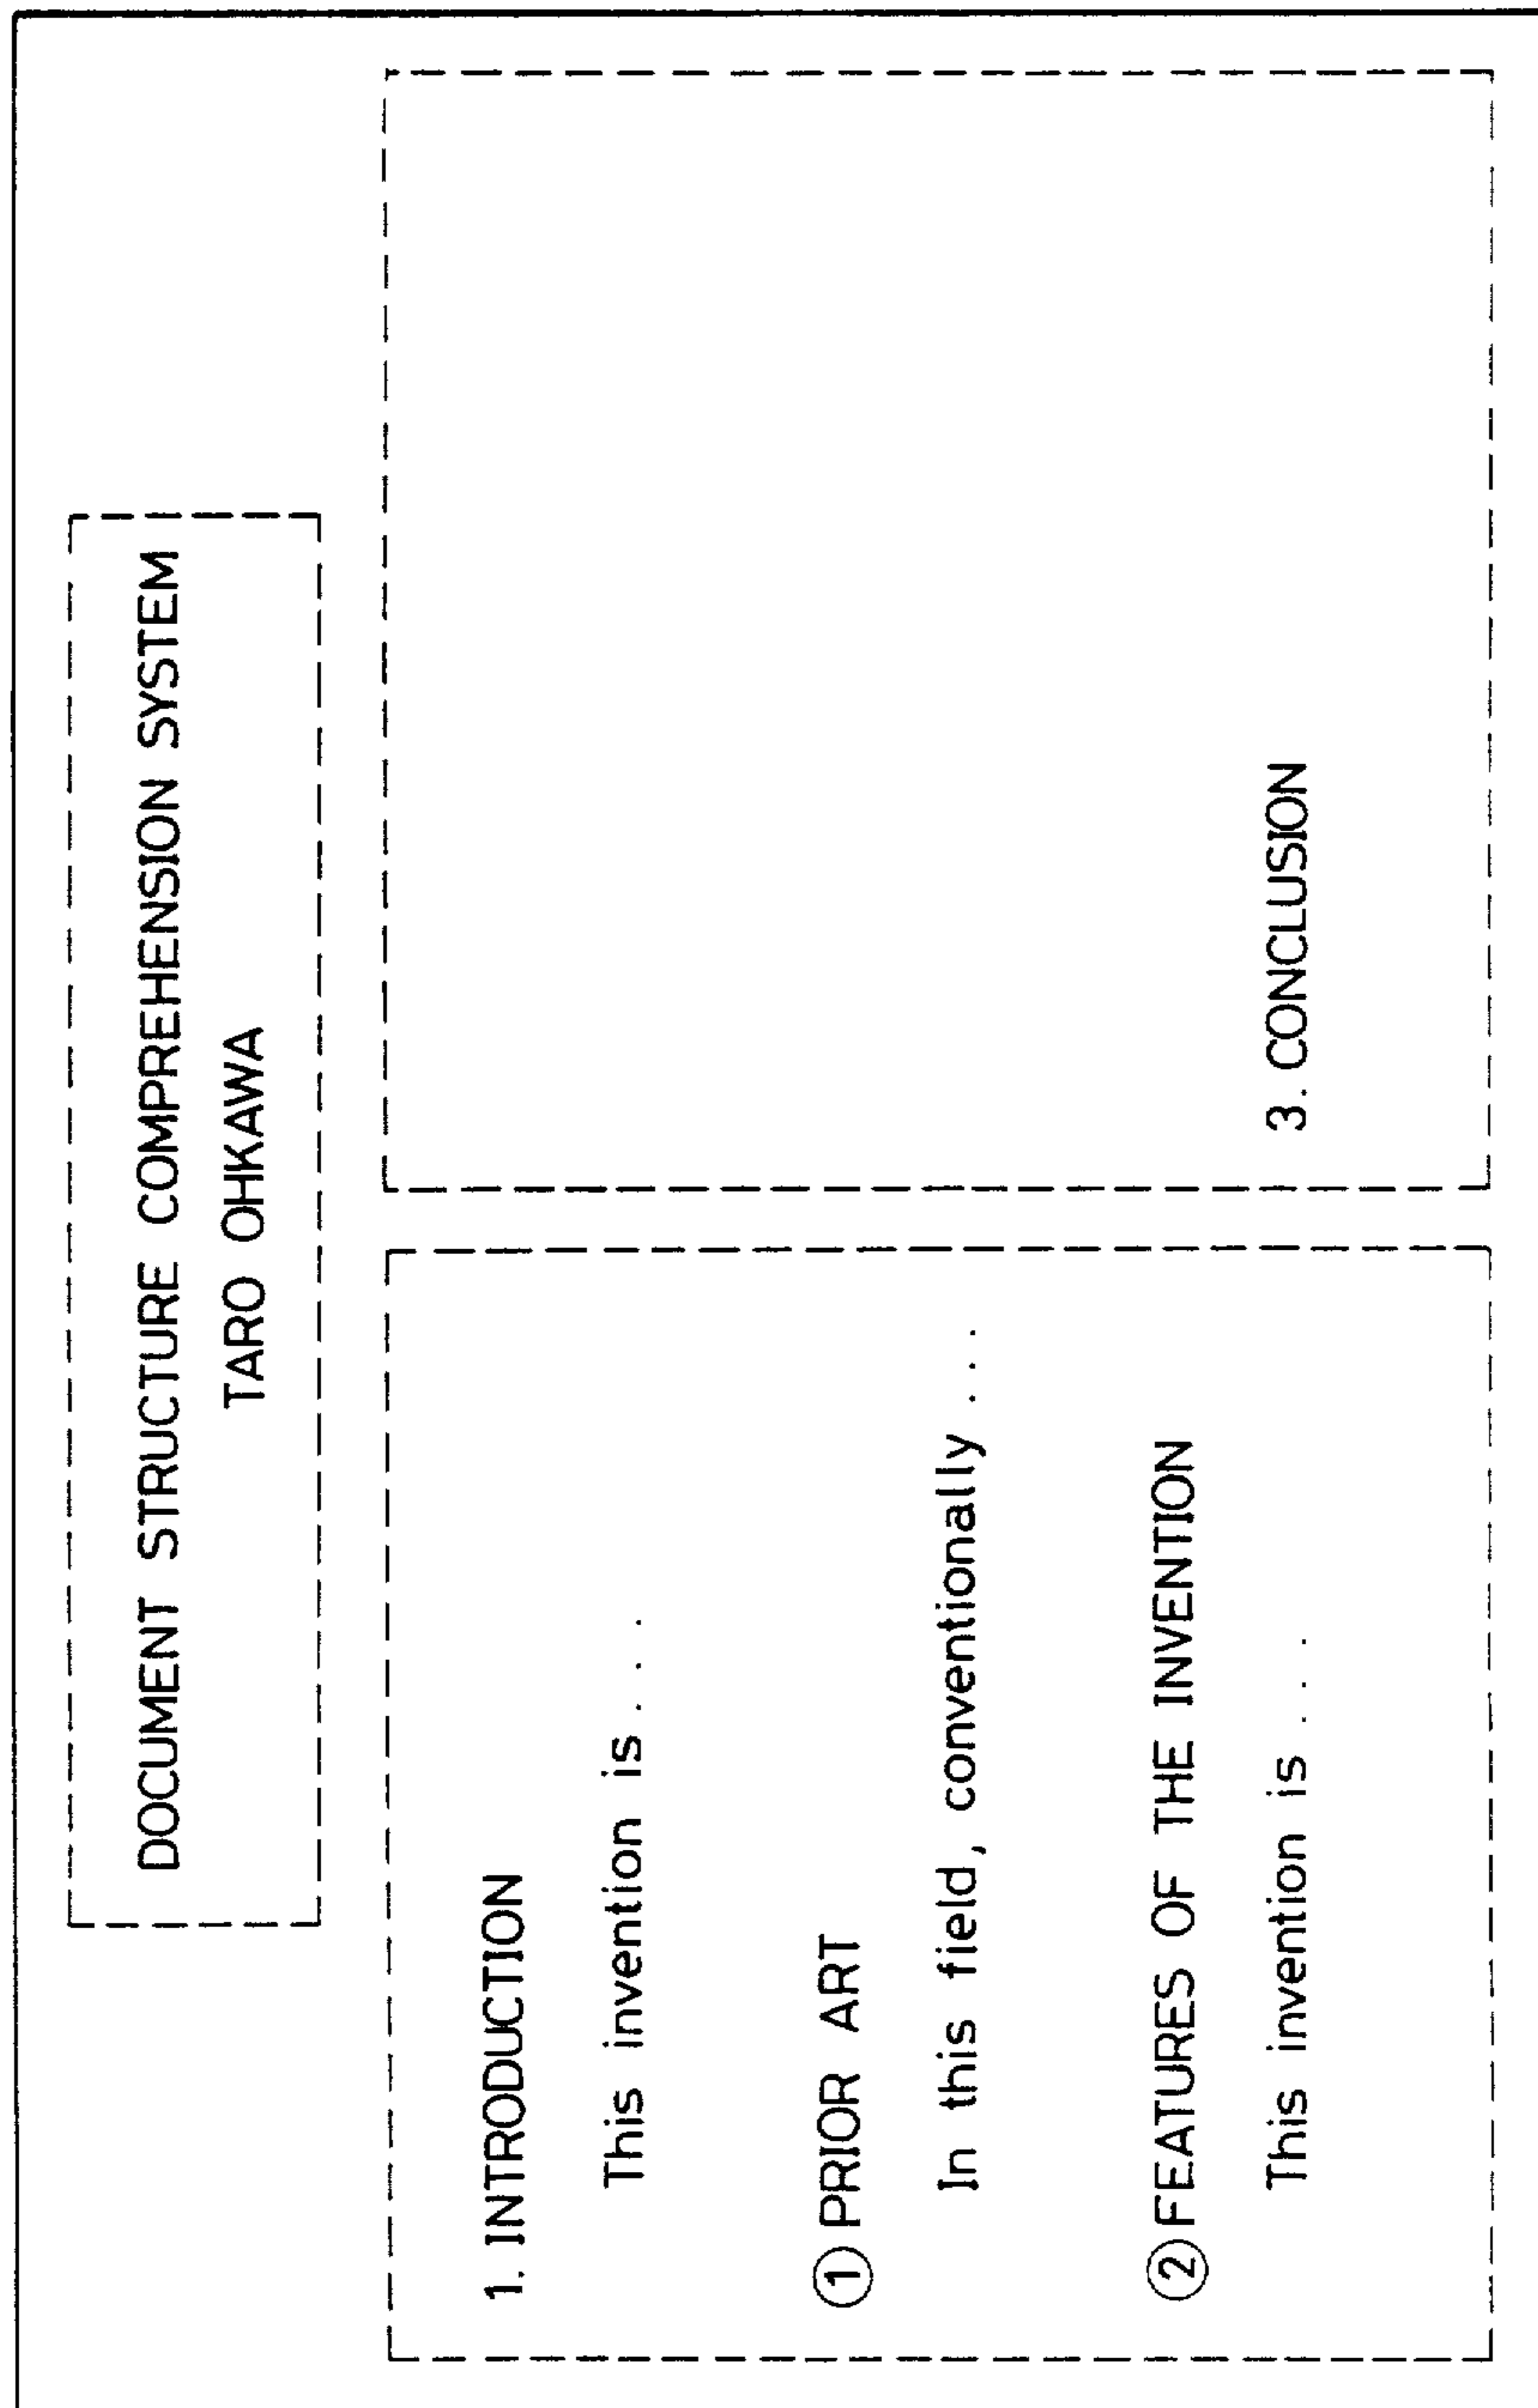 DOCUMENT STRUCTURE COMPREHENSION SYSTEM
TARO OHKAWA
1. INTRODUCTION
This invention is . . .
① PRIOR ART
In this field, conventionally . . .
② FEATURES OF THE INVENTION
This invention is . . .
3. CONCLUSION